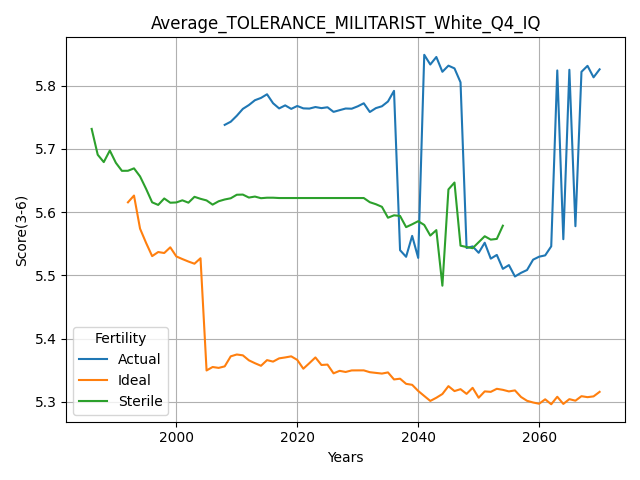 Average_TOLERANCE_MILITARIST_White_Q4_IQ
Score(3-6)
5.8
5.7
5.6
5.5
5.4
5.3
Fertility
Actual
Ideal
Sterile
2000 2020 2040 2060
Years